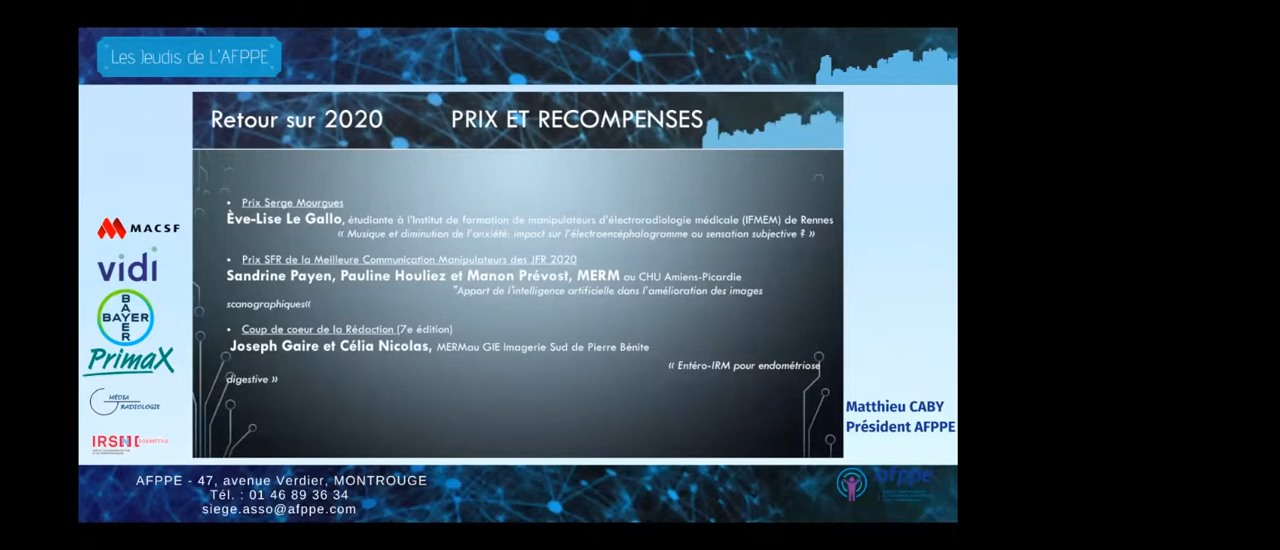 Les Jeudis de L'AFPPE
Retour sur 2020 PRIX ET RECOMPENSES
• Prix Serge Mourgues
Ève-Lise Le Gallo, étudiante à l'Institut de formation de manipulateurs d'électroradiologie médicale (IFMEM) de Rennes
« Musique et diminution de l'anxiété: impact sur l'électroencéphalogramme ou sensation subjective ? »
• Prix SFR de la Meilleure Communication Manipulateurs des JFR 2020
Sandrine Payen, Pauline Houliez et Manon Prévost, MERM au CHU Amiens-Picardie
"Apport de l'intelligence artificielle dans l'amélioration des images
scanographiques«
• Coup de coeur de la Rédaction (7e édition)
Joseph Gaire et Célia Nicolas, MERMau GIE Imagerie Sud de Pierre Bénite
« Entéro-IRM pour endométriose
digestive »
MACSF
vidi
BAYER
BAYER
PrimaX
MÉDIA
RADIOLOGIE
IRSN
Matthieu CABY
Président AFPPE
AFPPE - 47, avenue Verdier, MONTROUGE
Tél. : 01 46 89 36 34
siege.asso@afppe.com
afppe